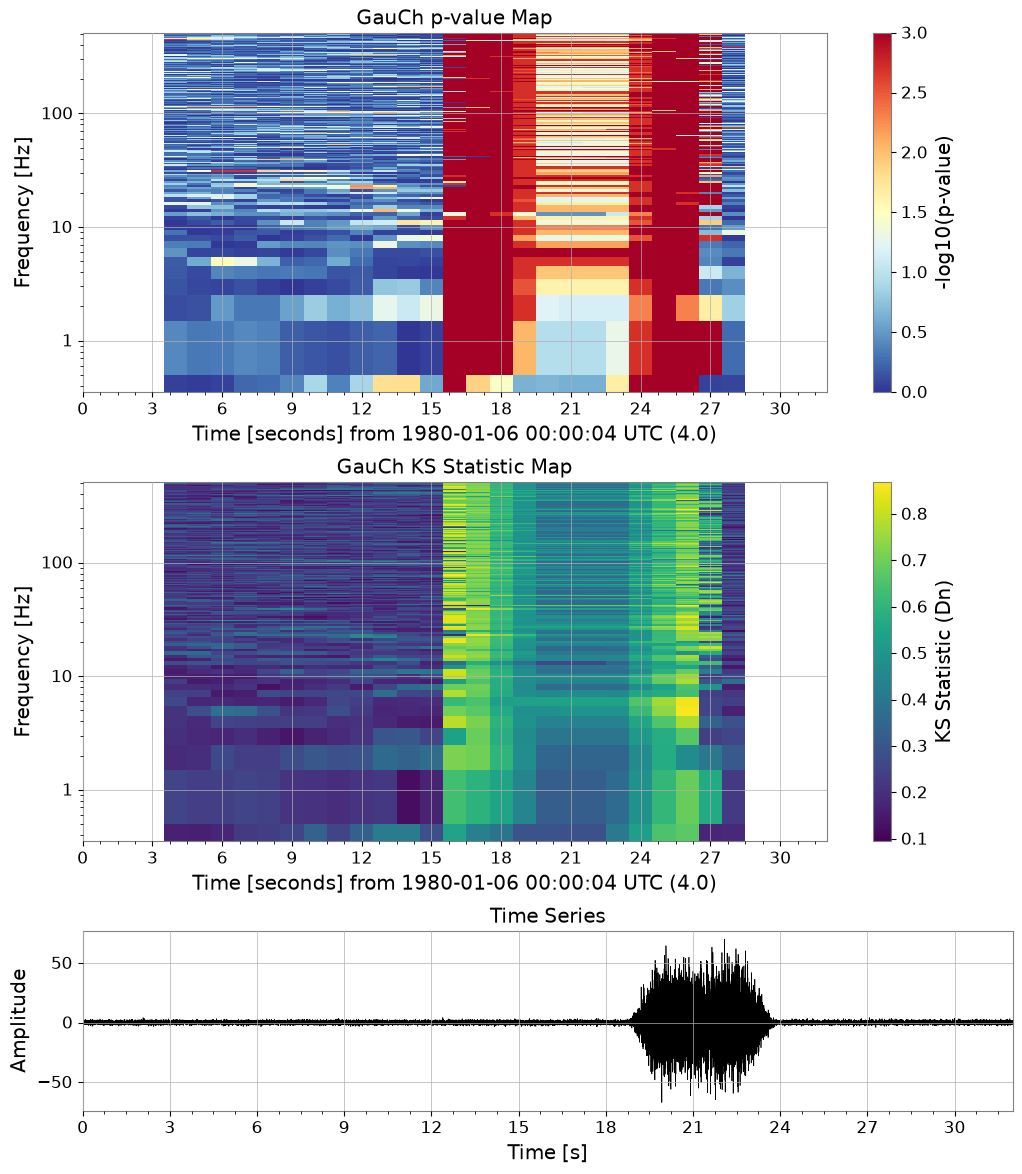 GauCh p-value Map
Frequency [Hz]
100
10
1
0 3 6 9 12 15 18 21 24 27 30
Time [seconds] from 1980-01-06 00:00:04 UTC (4.0)
3.0
2.5
2.0
1.5
1.0
0.5
0.0
-log10(p-value)
GauCh KS Statistic Map
Frequency [Hz]
100
10
1
0 3 6 9 12 15 18 21 24 27 30
Time [seconds] from 1980-01-06 00:00:04 UTC (4.0)
0.8
0.7
0.6
0.5
0.4
0.3
0.2
0.1
KS Statistic (Dn)
Time Series
Amplitude
50
0
−50
0 3 6 9 12 15 18 21 24 27 30
Time [s]